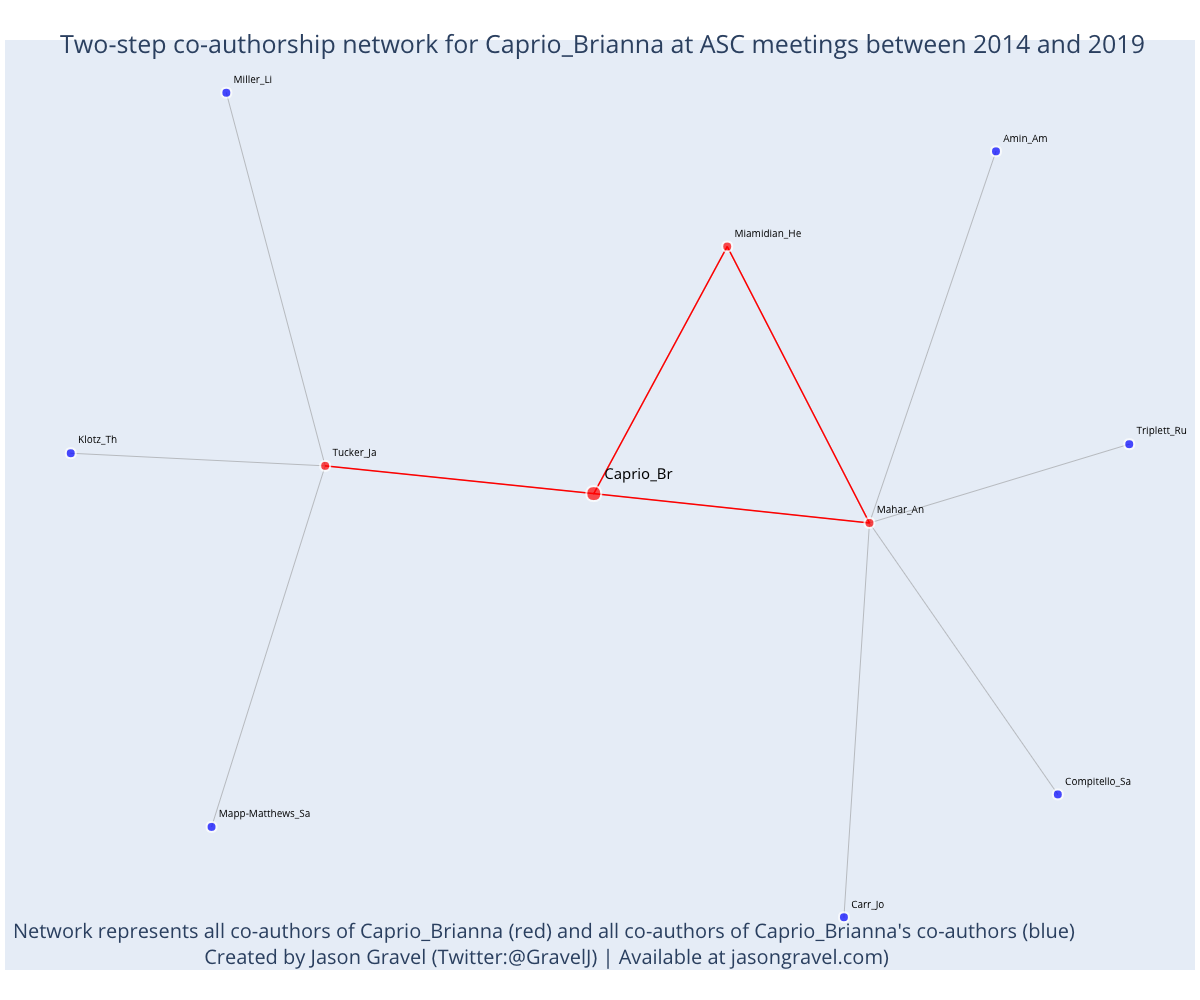 Two-step co-authorship network for Caprio_Brianna at ASC meetings between 2014 and 2019
Miller_Li
Amin_Am
Miamidian_He
Klotz_Th
Triplett_Ru
Tucker_Ja
Caprio_Br
Mahar_An
Compitello_Sa
Mapp-Matthews_Sa
Carr_Jo
Network represents all co-authors of Caprio_Brianna (red) and all co-authors of Caprio_Brianna's co-authors (blue)
Created by Jason Gravel (Twitter:@GravelJ) | Available at jasongravel.com)